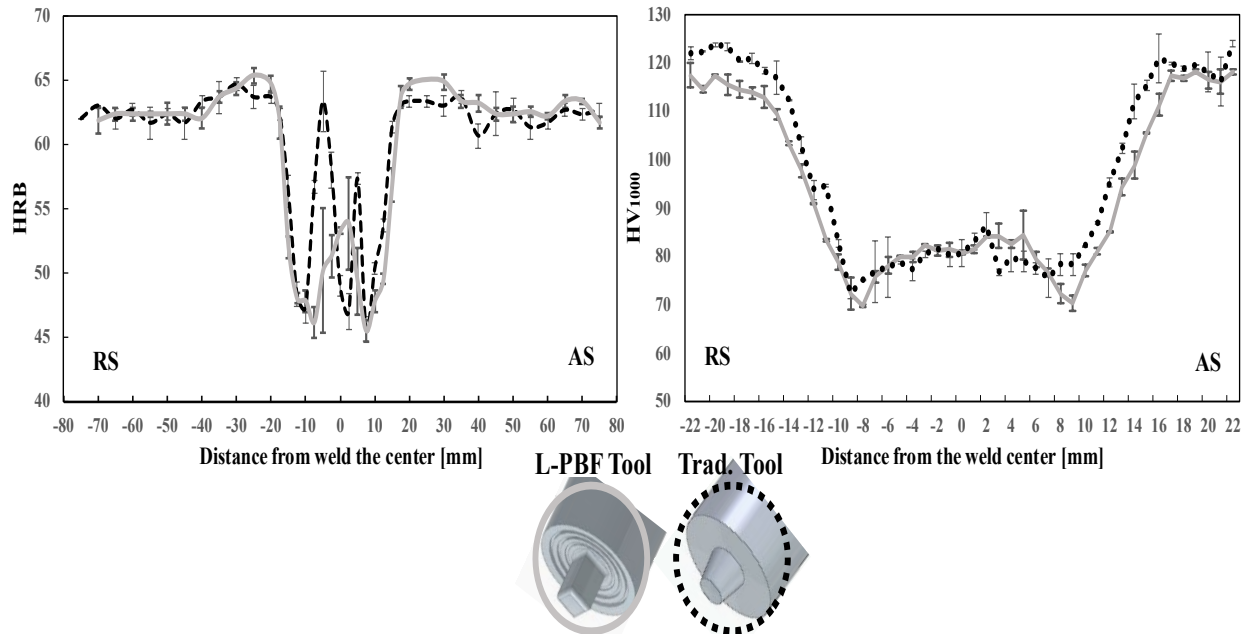 70
65
60
55
50
45
40
HRB
RS
AS
-80 -70 -60 -50 -40 -30 -20 -10 0 10 20 30 40 50 60 70 80
Distance from weld the center [mm]
130
120
110
100
90
80
70
60
50
HV1000
RS
AS
-22 -20 -18 -16 -14 -12 -10 -8 -6 -4 -2 0 2 4 6 8 10 12 14 16 18 20 22
Distance from the weld center [mm]
L-PBF Tool Trad. Tool